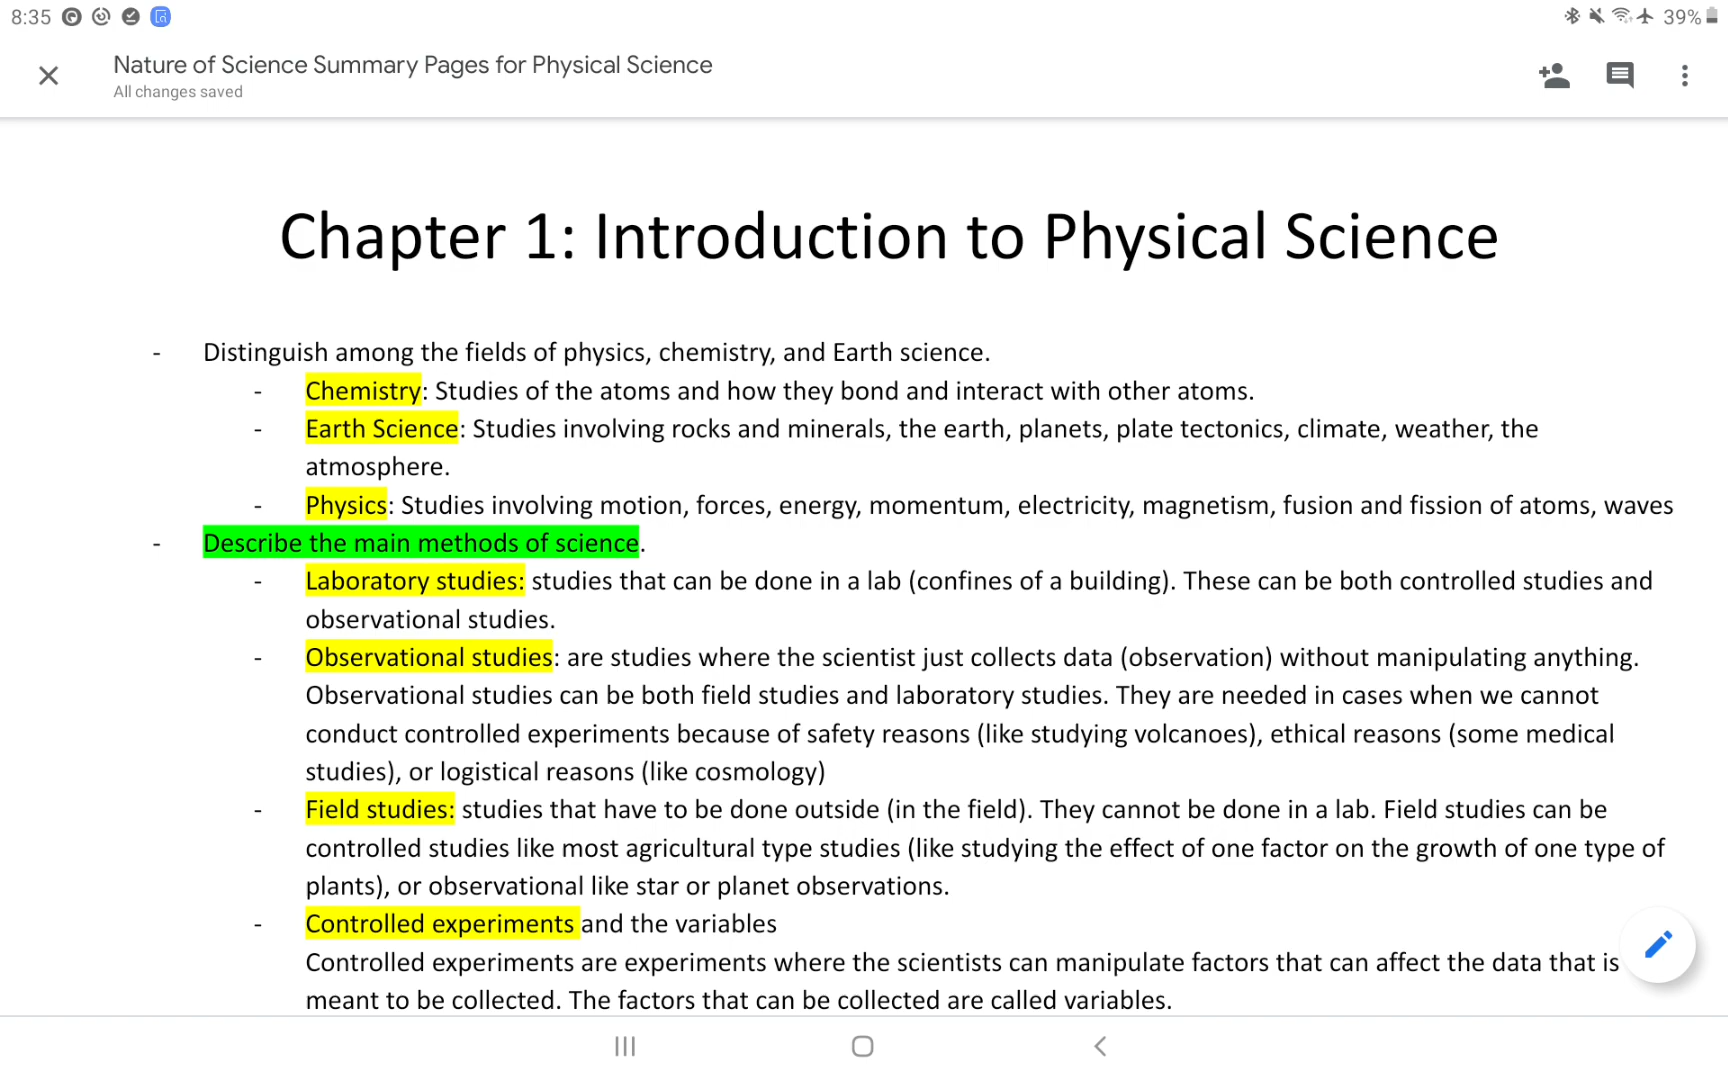 8:35
39%
Nature of Science Summary Pages for Physical Science
All changes saved
Chapter 1: Introduction to Physical Science
- Distinguish among the fields of physics, chemistry, and Earth science.
- Chemistry: Studies of the atoms and how they bond and interact with other atoms.
- Earth Science: Studies involving rocks and minerals, the earth, planets, plate tectonics, climate, weather, the
atmosphere.
- Physics: Studies involving motion, forces, energy, momentum, electricity, magnetism, fusion and fission of atoms, waves
- Describe the main methods of science.
- Laboratory studies: studies that can be done in a lab (confines of a building). These can be both controlled studies and
observational studies.
- Observational studies: are studies where the scientist just collects data (observation) without manipulating anything.
Observational studies can be both field studies and laboratory studies. They are needed in cases when we cannot
conduct controlled experiments because of safety reasons (like studying volcanoes), ethical reasons (some medical
studies), or logistical reasons (like cosmology)
- Field studies: studies that have to be done outside (in the field). They cannot be done in a lab. Field studies can be
controlled studies like most agricultural type studies (like studying the effect of one factor on the growth of one type of
plants), or observational like star or planet observations.
- Controlled experiments and the variables
Controlled experiments are experiments where the scientists can manipulate factors that can affect the data that is
meant to be collected. The factors that can be collected are called variables.